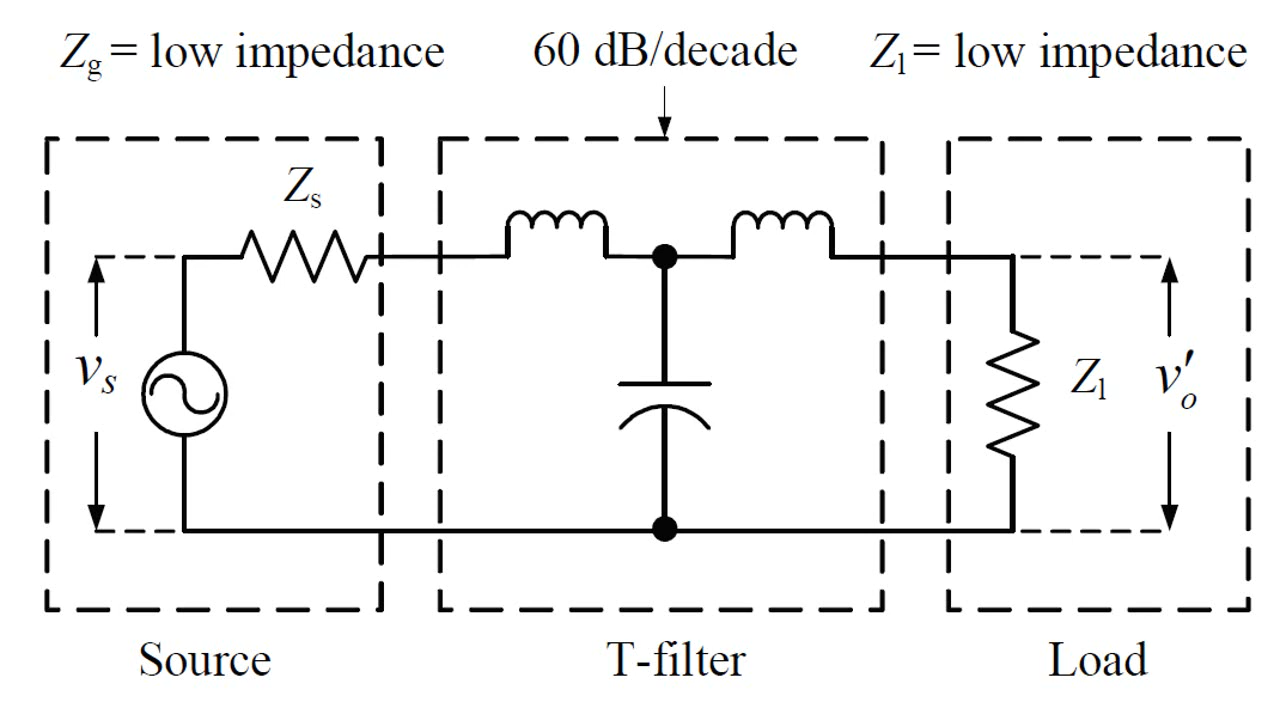 Zg = low impedance
60 dB/decade
Zl = low impedance
Zs
vs
Zl
v′o
Source
T-filter
Load